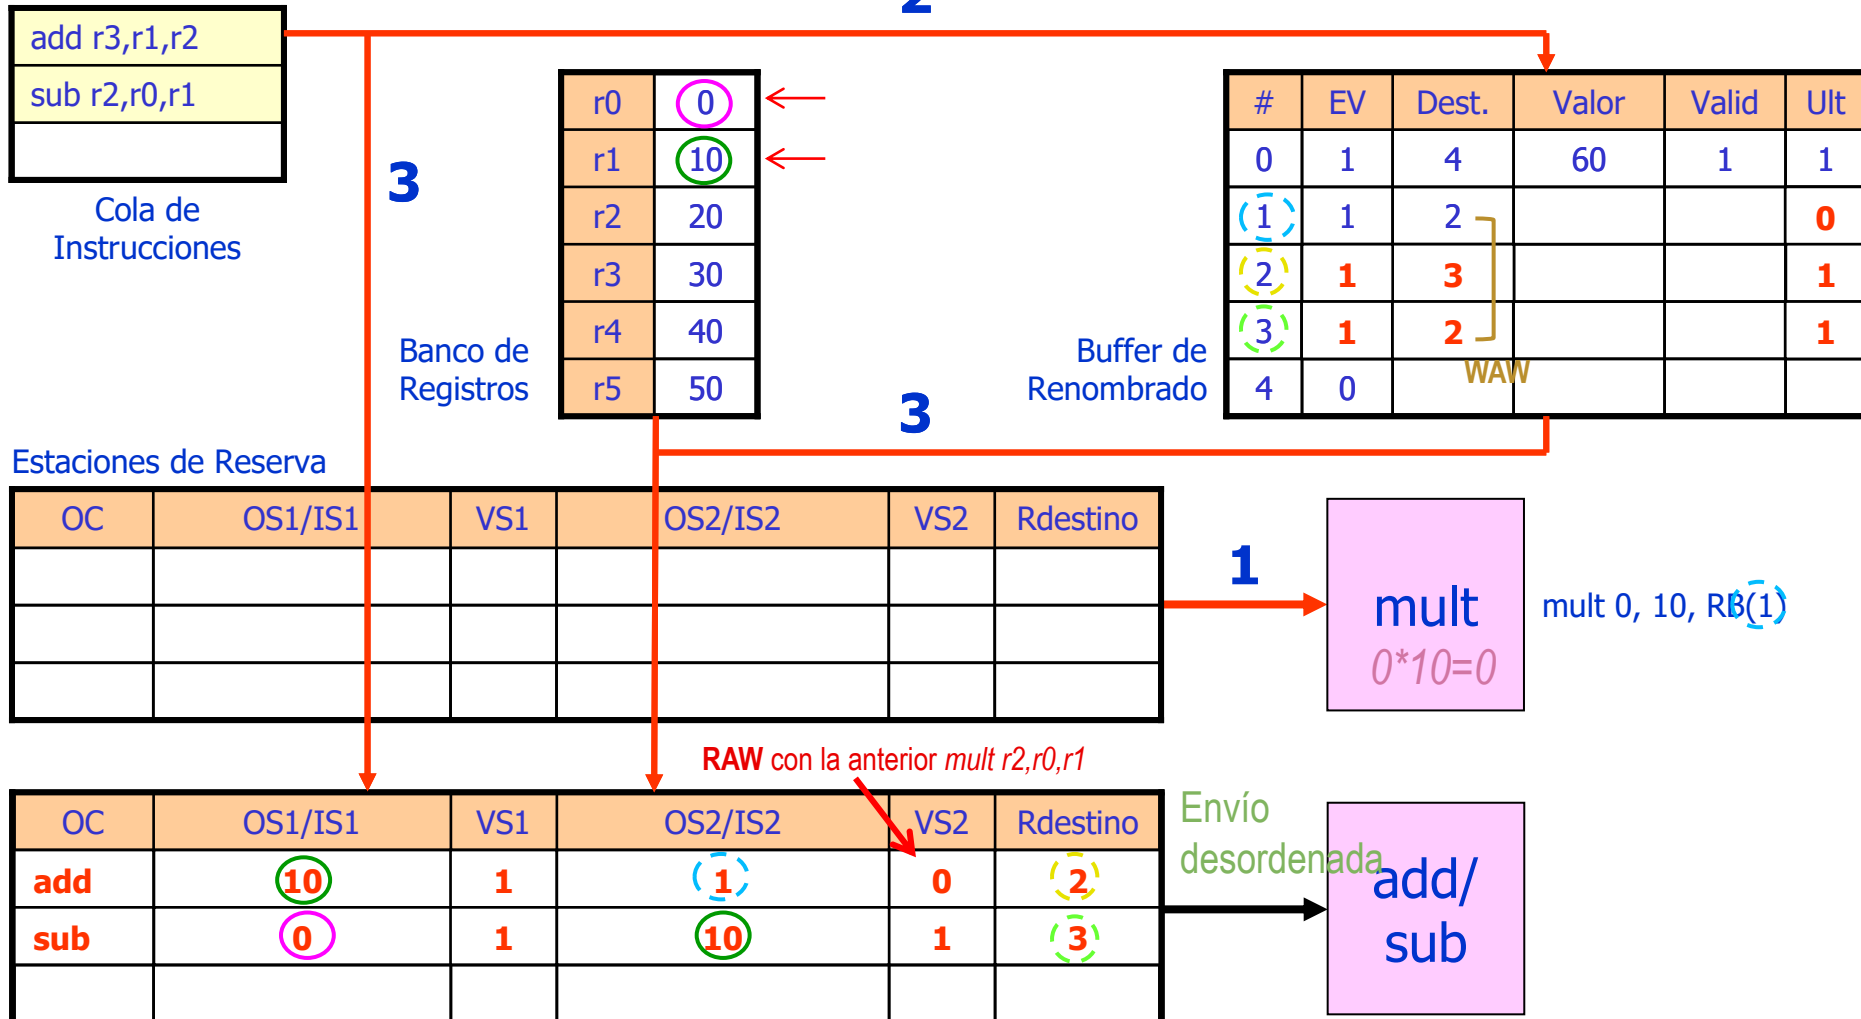 2
add r3,r1,r2
sub r2,r0,r1
Cola de
Instrucciones
3
r0 0
r1 10
r2 20
r3 30
r4 40
r5 50
Banco de
Registros
# EV Dest. Valor Valid Ult
0 1 4 60 1 1
1 1 2 0
2 1 3 1
3 1 2 1
4 0
WAW
Buffer de
Renombrado
3
Estaciones de Reserva
OC OS1/IS1 VS1 OS2/IS2 VS2 Rdestino
1
mult
0*10=0
mult 0, 10, RB(1)
RAW con la anterior mult r2,r0,r1
OC OS1/IS1 VS1 OS2/IS2 VS2 Rdestino
add 10 1 1 0 2
sub 0 1 10 1 3
Envío
desordenada
add/
sub